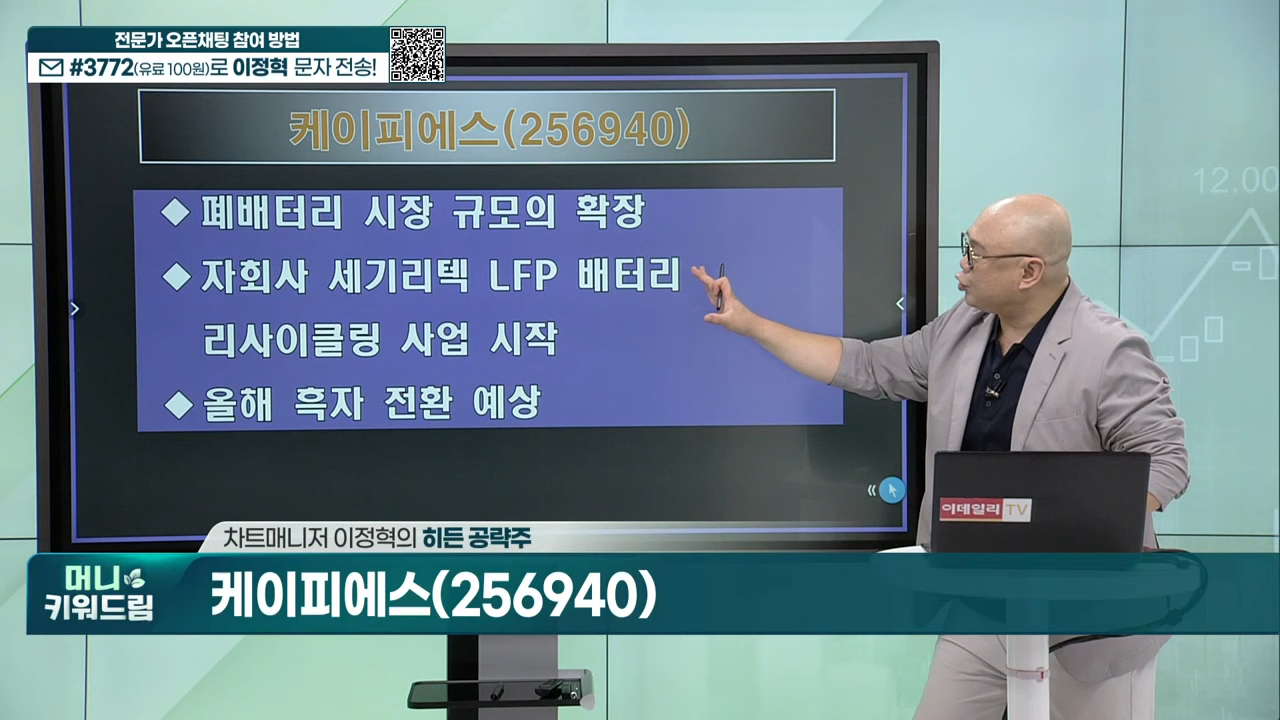 전문가 오픈채팅 참여 방법
#3772(유료 100원)로 이정혁 문자 전송!
케이피에스(256940)
◆ 폐배터리 시장 규모의 확장
◆ 자회사 세기리텍 LFP 배터리
리사이클링 사업 시작
◆ 올해 흑자 전환 예상
12.00
이데일리 TV
차트매니저 이정혁의 히든 공략주
머니
키워드림
케이피에스(256940)